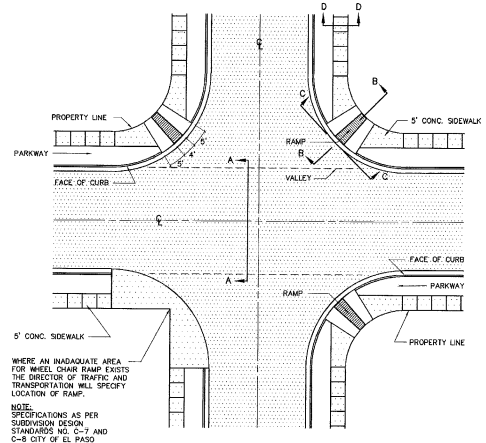 D D
℄
C
B
PROPERTY LINE
5' CONC. SIDEWALK
5'
4'
5'
RAMP
PARKWAY
A
B
C
FACE OF CURB
VALLEY
℄
FACE OF CURB
A
RAMP
PARKWAY
5' CONC. SIDEWALK
PROPERTY LINE
WHERE AN INADAQUATE AREA
FOR WHEEL CHAIR RAMP EXISTS
THE DIRECTOR OF TRAFFIC AND
TRANSPORTATION WILL SPECIFY
LOCATION OF RAMP.
NOTE:
SPECIFICATIONS AS PER
SUBDIVISION DESIGN
STANDARDS NO. C-7 AND
C-8 CITY OF EL PASO